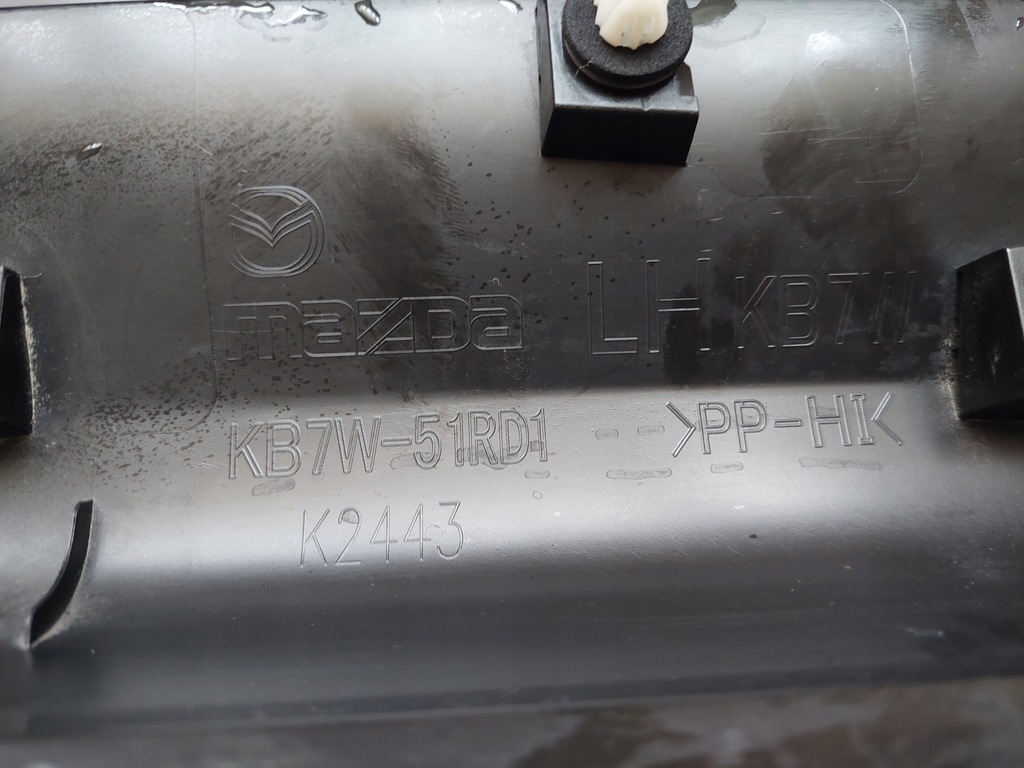 mazda LH KB7W
KB7W-51RD1 >PP-HI<
K2443